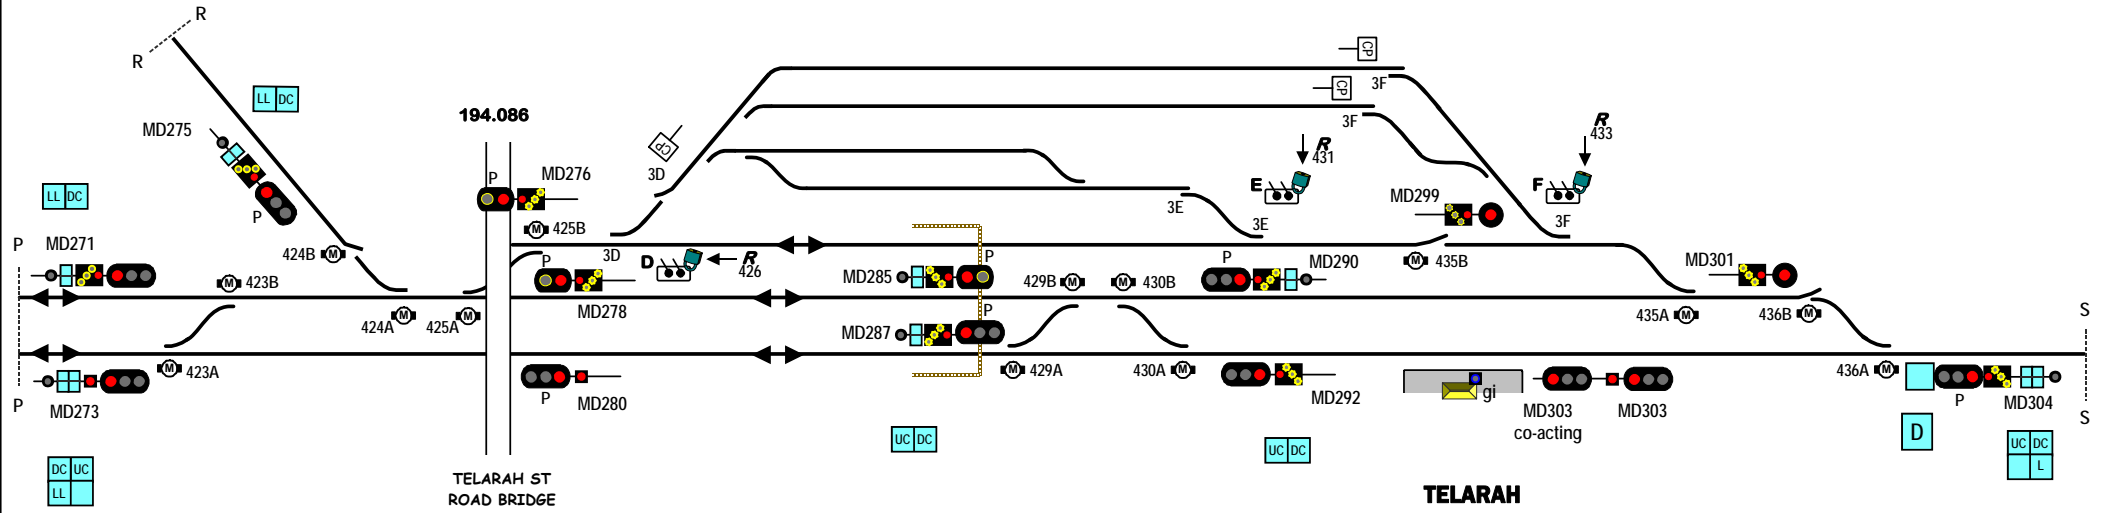 R
R
LL DC
194.086
MD275
P
MD276
P
425B
3D
CP
CP
CP
3F
3F
R
431
E
R
433
F
MD299
3E
3E
3F
LL DC
P
MD271
424B
423B
P
3D
D
R
426
MD278
MD285
P
429B
430B
P
MD290
435B
MD301
424A
425A
P
MD287
435A
436B
S
423A
P
MD273
P
MD280
429A
430A
MD292
gi
MD303
co-acting
MD303
436A
P
MD304
S
D
UC DC
UC DC
UC DC
L
DC UC
LL
TELARAH ST
ROAD BRIDGE
TELARAH
M
M
M
M
M
M
M
M
M
M
M
M
M